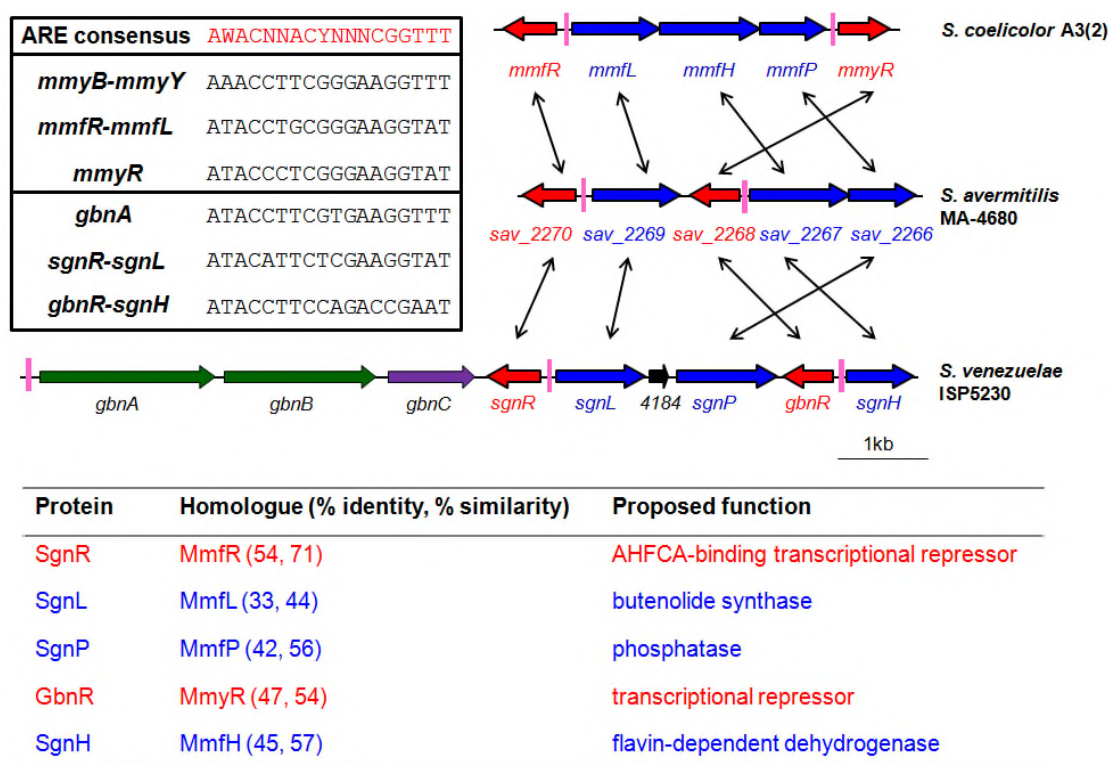 ARE consensus AWACNNACYNNNCGGTTT
mmyB-mmyY AAACCTTCGGGAAGGTTT
mmfR-mmfL ATACCTGCGGGAAGGTAT
mmyR ATACCCTCGGGAAGGTAT
gbnA ATACCTTCGTGAAGGTTT
sgnR-sgnL ATACATTCTCGAAGGTAT
gbnR-sgnH ATACCTTCCAGACCGAAT
S. coelicolor A3(2)
mmfR mmfL mmfH mmfP mmyR
S. avermitilis
MA-4680
sav_2270 sav_2269 sav_2268 sav_2267 sav_2266
S. venezuelae
ISP5230
gbnA gbnB gbnC sgnR sgnL 4184 sgnP gbnR sgnH
1kb
Protein Homologue (% identity, % similarity) Proposed function
SgnR MmfR (54, 71) AHFCA-binding transcriptional repressor
SgnL MmfL (33, 44) butenolide synthase
SgnP MmfP (42, 56) phosphatase
GbnR MmyR (47, 54) transcriptional repressor
SgnH MmfH (45, 57) flavin-dependent dehydrogenase